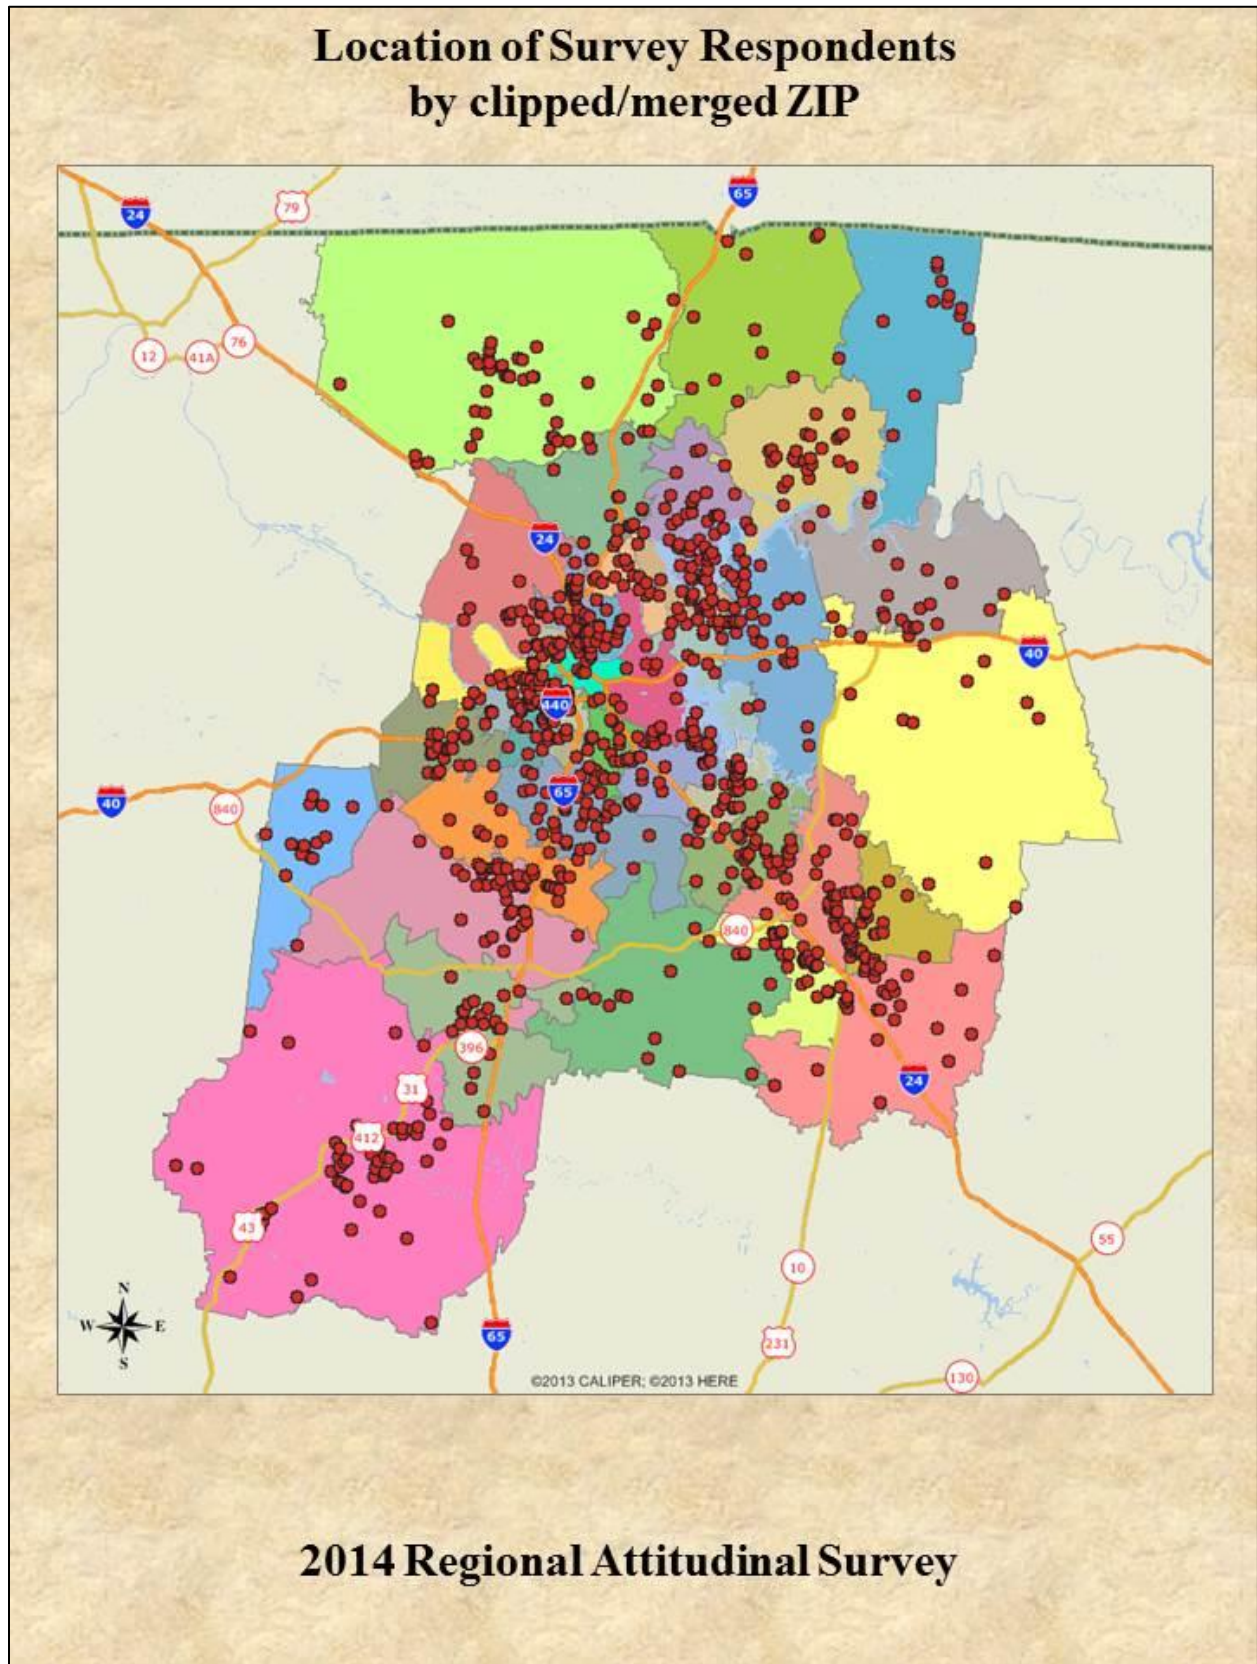 Location of Survey Respondents
by clipped/merged ZIP
65
79
24
76
12
41A
24
40
440
40
840
65
840
396
31
24
412
43
55
10
N
W E
S
65
231
130
©2013 CALIPER; ©2013 HERE
2014 Regional Attitudinal Survey